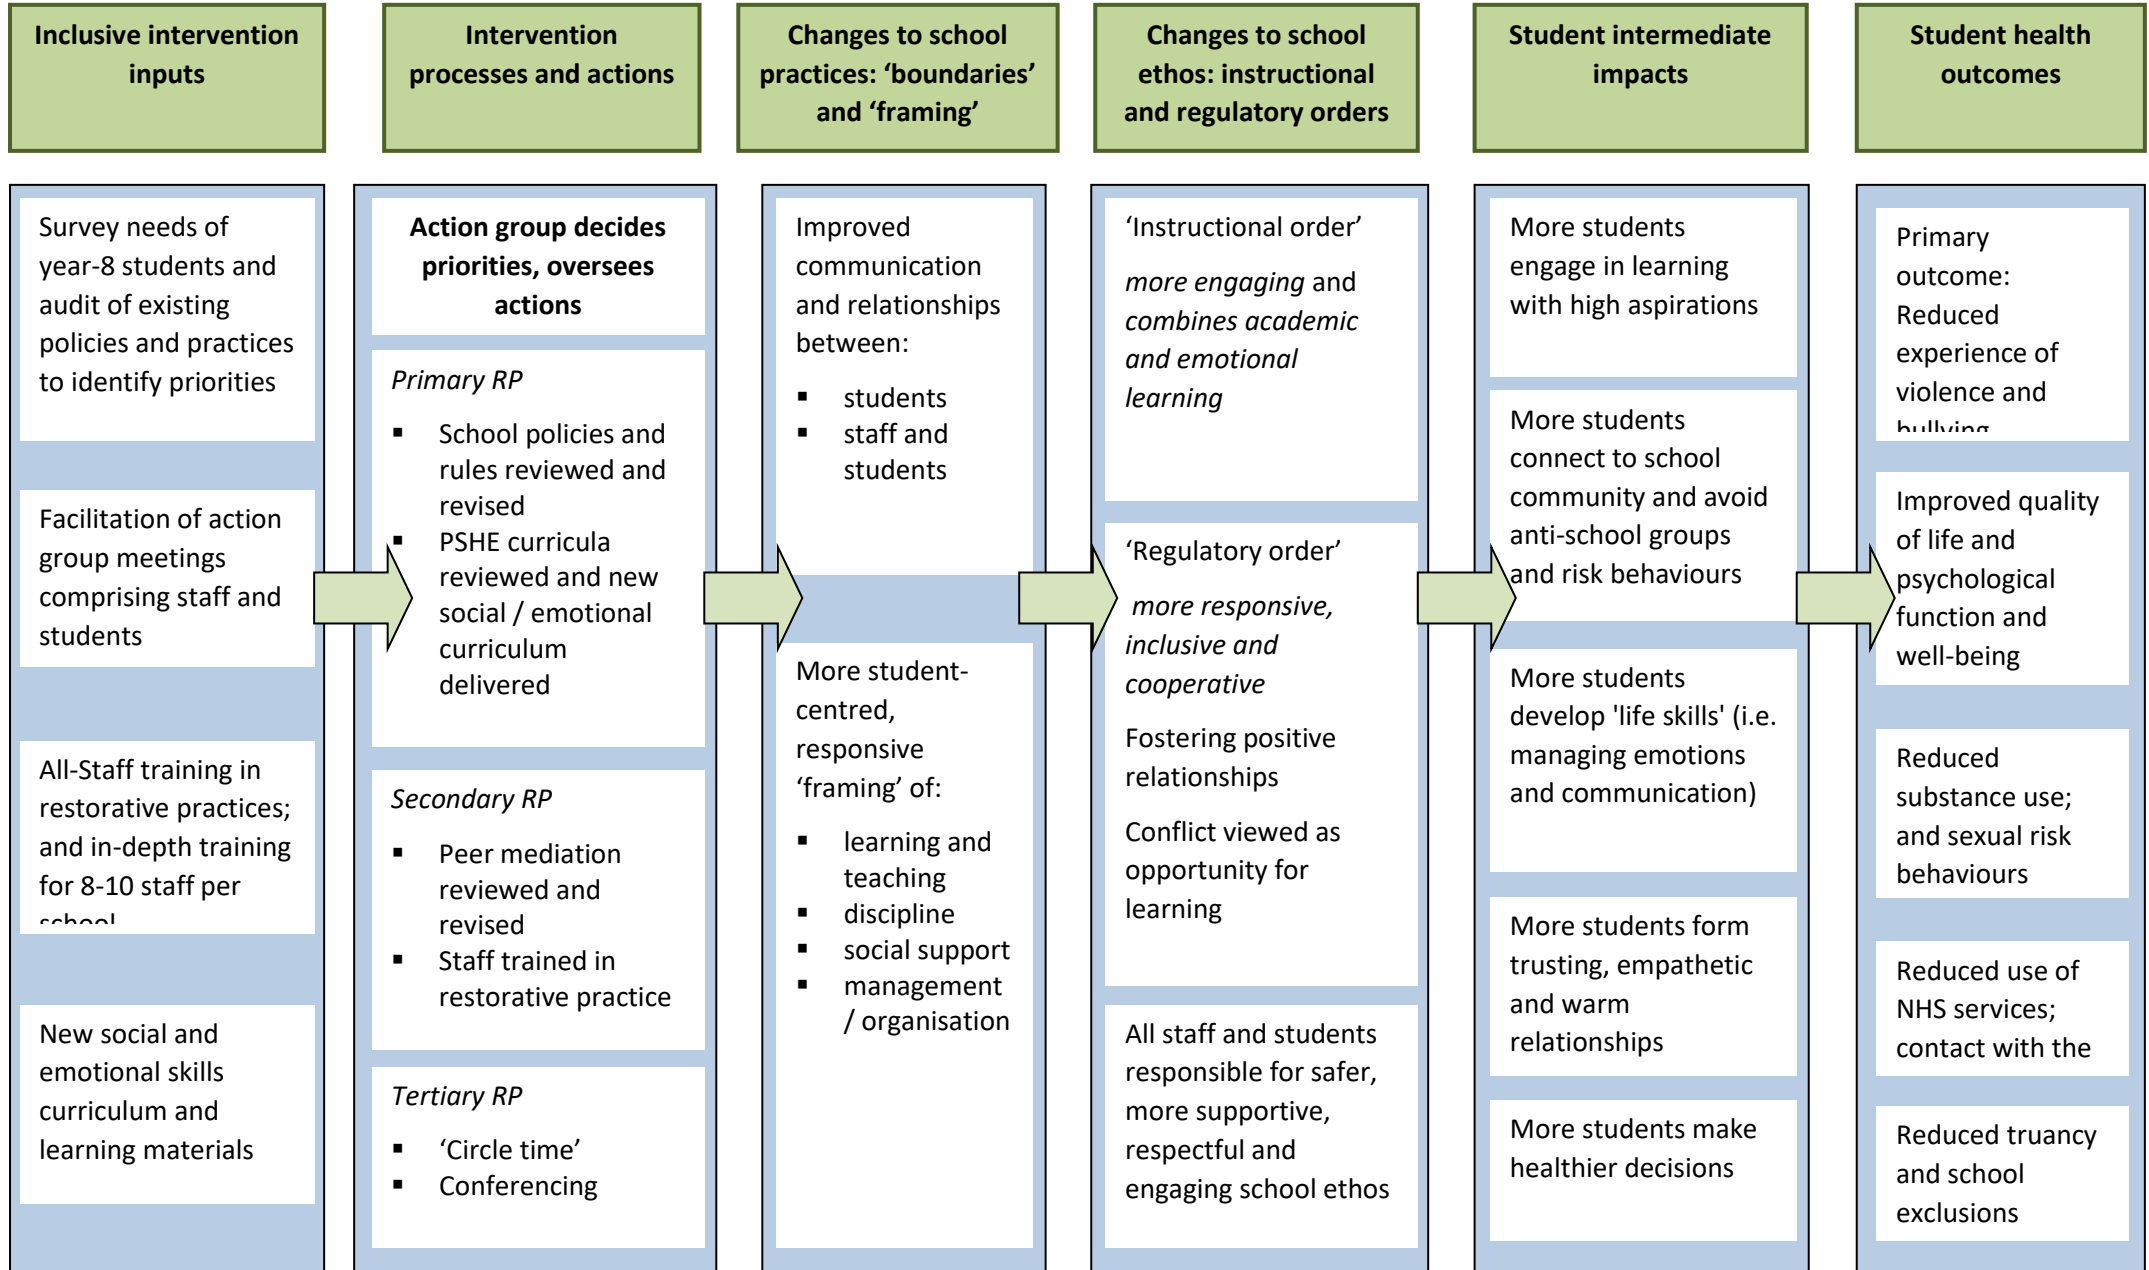 Inclusive intervention
inputs
Intervention
processes and actions
Changes to school
practices: ‘boundaries’
and ‘framing’
Changes to school
ethos: instructional
and regulatory orders
Student intermediate
impacts
Student health
outcomes
Survey needs of
year-8 students and
audit of existing
policies and practices
to identify priorities
Facilitation of action
group meetings
comprising staff and
students
All-Staff training in
restorative practices;
and in-depth training
for 8-10 staff per
school
New social and
emotional skills
curriculum and
learning materials
Action group decides
priorities, oversees
actions
Primary RP
▪ School policies and
rules reviewed and
revised
▪ PSHE curricula
reviewed and new
social / emotional
curriculum
delivered
Secondary RP
▪ Peer mediation
reviewed and
revised
▪ Staff trained in
restorative practice
Tertiary RP
▪ ‘Circle time’
▪ Conferencing
Improved
communication
and relationships
between:
▪ students
▪ staff and
students
More student-
centred,
responsive
‘framing’ of:
▪ learning and
teaching
▪ discipline
▪ social support
▪ management
/ organisation
‘Instructional order’
more engaging and
combines academic
and emotional
learning
‘Regulatory order’
more responsive,
inclusive and
cooperative
Fostering positive
relationships
Conflict viewed as
opportunity for
learning
All staff and students
responsible for safer,
more supportive,
respectful and
engaging school ethos
More students
engage in learning
with high aspirations
More students
connect to school
community and avoid
anti-school groups
and risk behaviours
More students
develop 'life skills' (i.e.
managing emotions
and communication)
More students form
trusting, empathetic
and warm
relationships
More students make
healthier decisions
Primary
outcome:
Reduced
experience of
violence and
bullying
Improved quality
of life and
psychological
function and
well-being
Reduced
substance use;
and sexual risk
behaviours
Reduced use of
NHS services;
contact with the
Reduced truancy
and school
exclusions